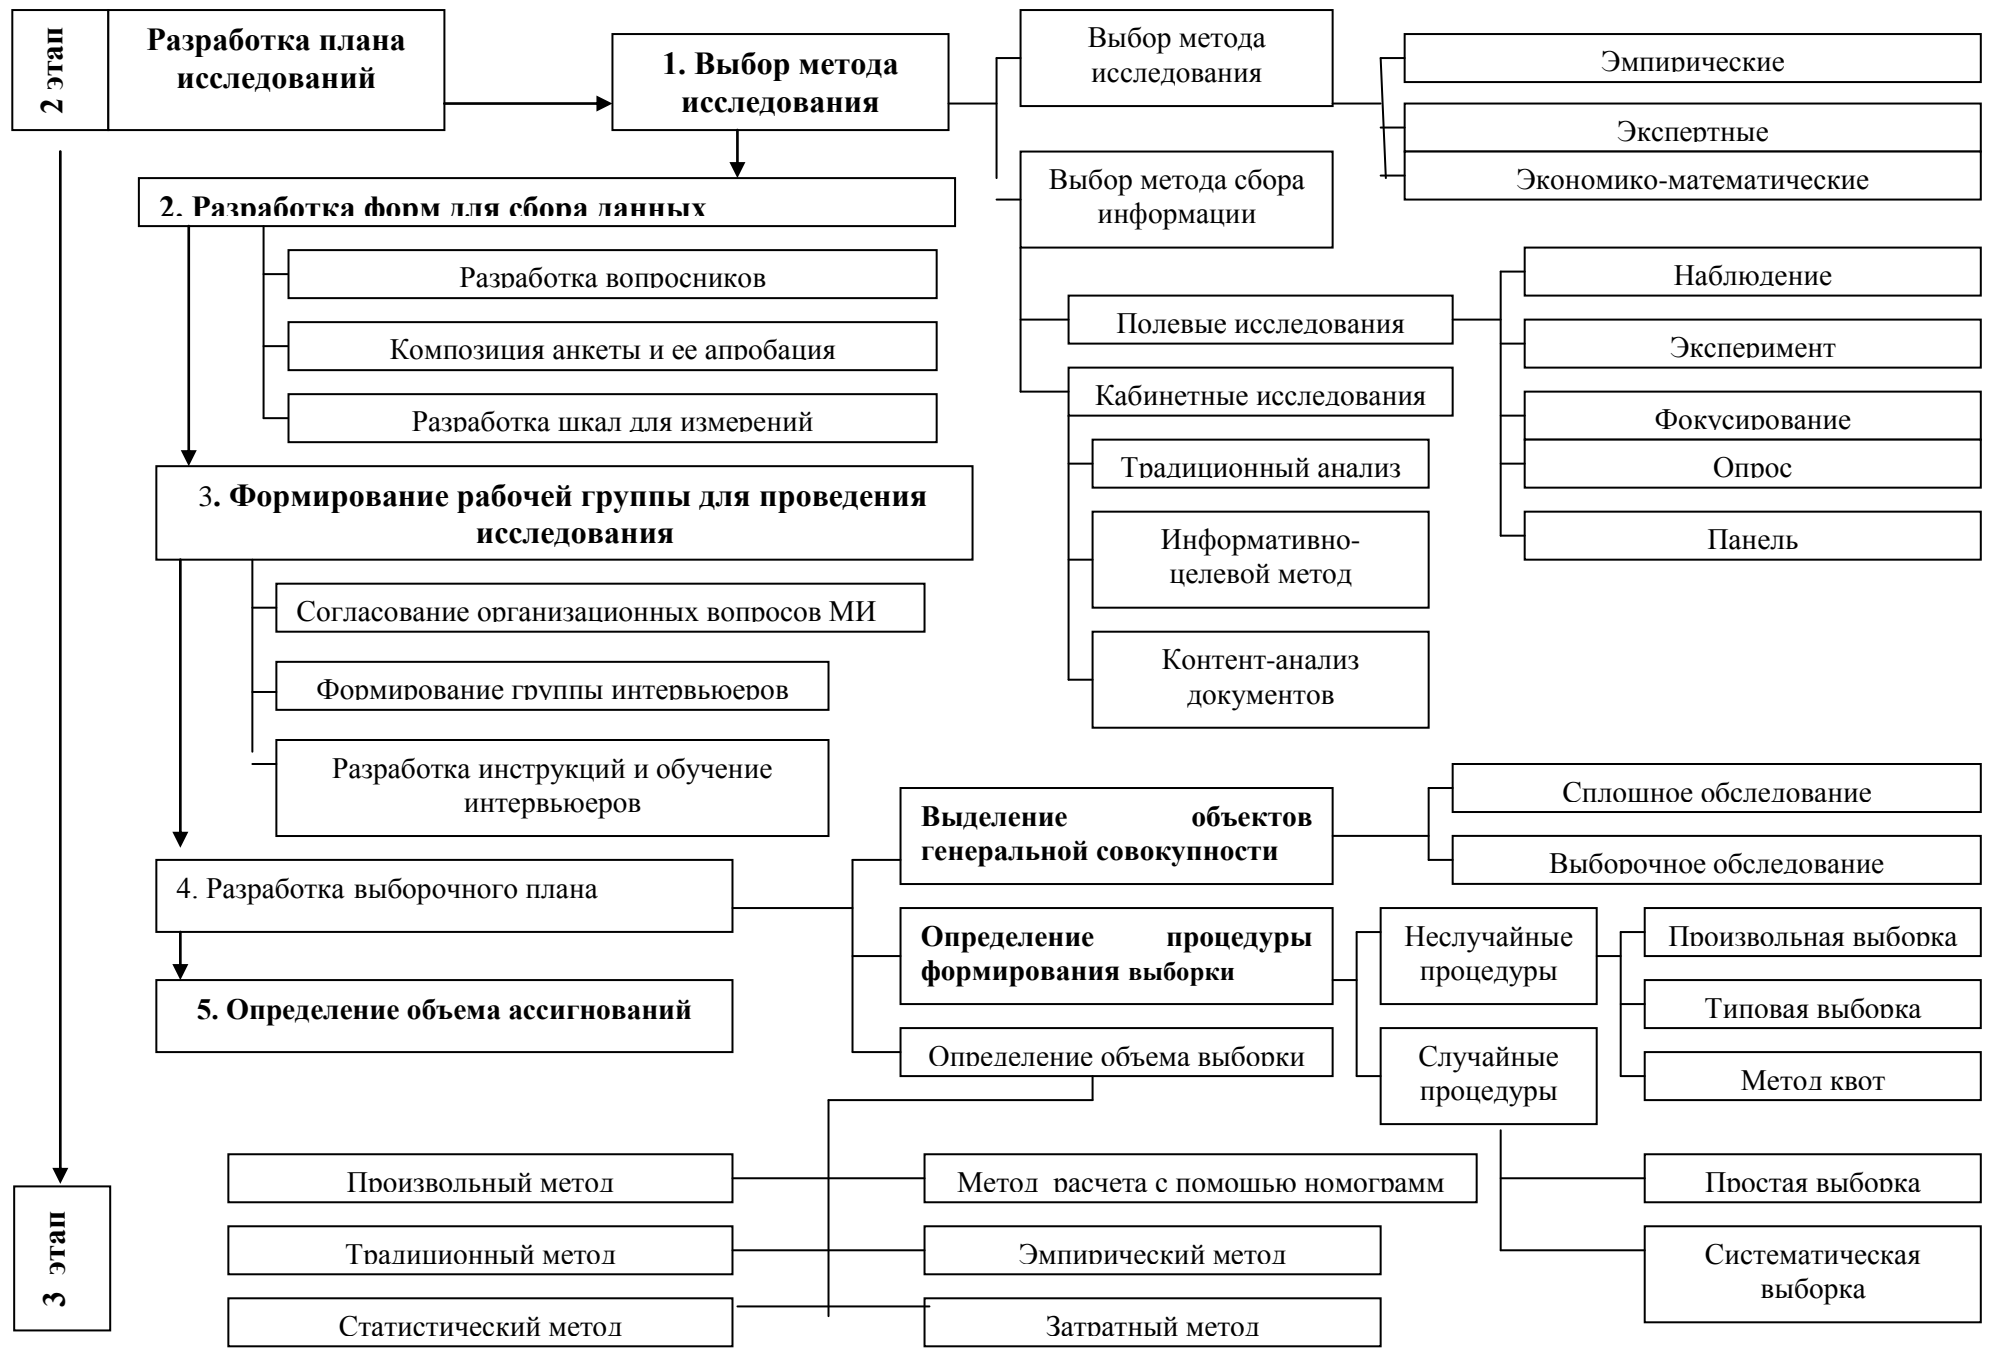 2 этап
Разработка плана
исследований
1. Выбор метода
исследования
Выбор метода
исследования
Эмпирические
Экспертные
Экономико-математические
Выбор метода сбора
информации
2. Разработка форм для сбора данных
Разработка вопросников
Композиция анкеты и ее апробация
Разработка шкал для измерений
Полевые исследования
Наблюдение
Эксперимент
Фокусирование
Опрос
Панель
Кабинетные исследования
Традиционный анализ
Информативно-
целевой метод
Контент-анализ
документов
3. Формирование рабочей группы для проведения
исследования
Согласование организационных вопросов МИ
Формирование группы интервьюеров
Разработка инструкций и обучение
интервьюеров
4. Разработка выборочного плана
Выделение объектов
генеральной совокупности
Сплошное обследование
Выборочное обследование
Определение процедуры
формирования выборки
Неслучайные
процедуры
Произвольная выборка
Типовая выборка
Метод квот
5. Определение объема ассигнований
Определение объема выборки
Случайные
процедуры
Простая выборка
Систематическая
выборка
3 этап
Произвольный метод
Метод расчета с помощью номограмм
Традиционный метод
Эмпирический метод
Статистический метод
Затратный метод